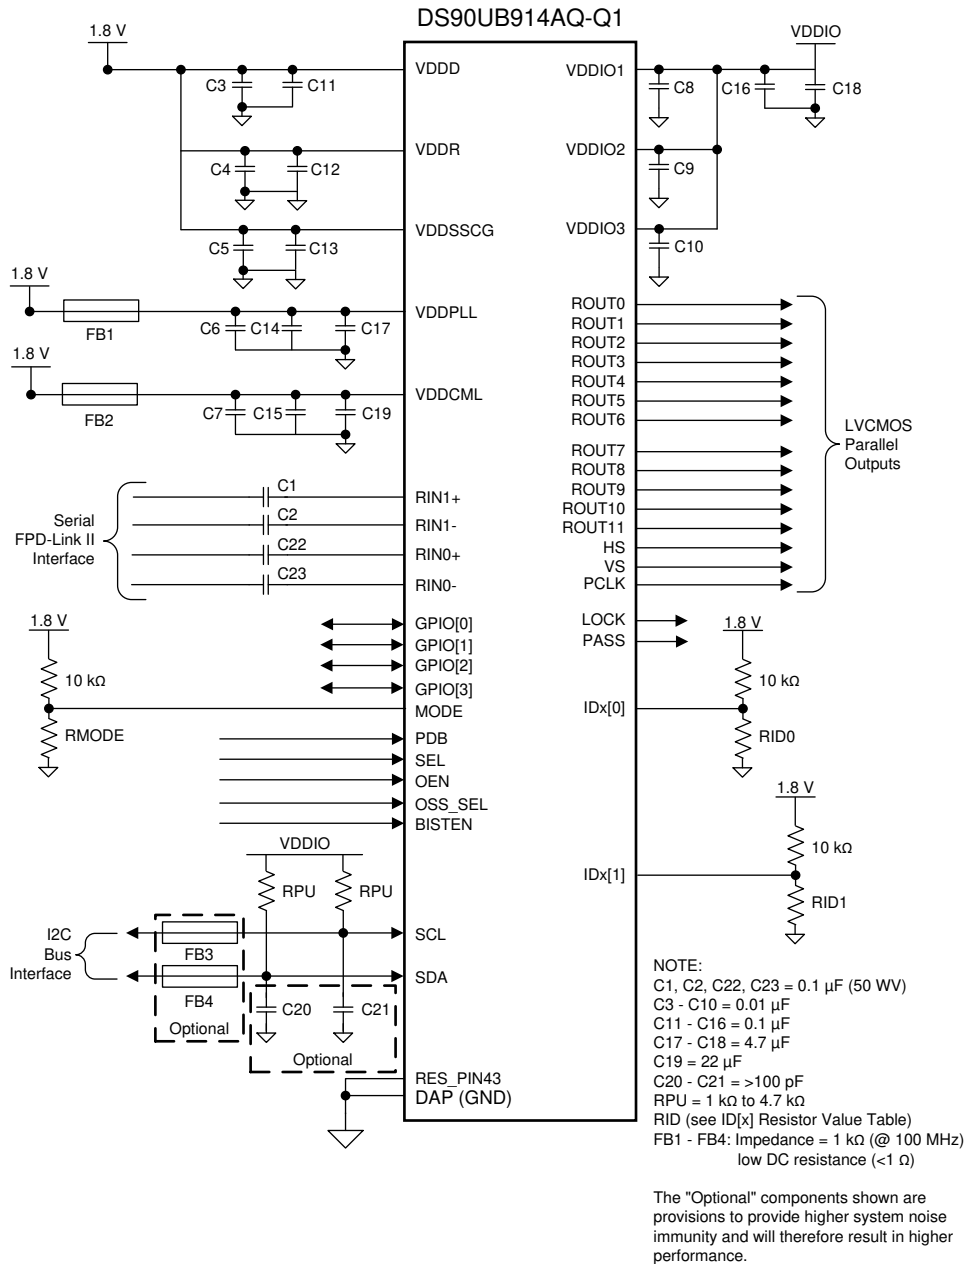 DS90UB914AQ-Q1
1.8 V
VDDIO
VDDD
VDDIO1
C3
C11
C8
C16
C18
VDDR
VDDIO2
C4
C12
C9
VDDSSCG
VDDIO3
C5
C13
C10
1.8 V
VDDPLL
FB1
C6
C14
C17
1.8 V
VDDCML
FB2
C7
C15
C19
ROUT0
ROUT1
ROUT2
ROUT3
ROUT4
ROUT5
ROUT6
ROUT7
ROUT8
ROUT9
ROUT10
ROUT11
HS
VS
PCLK
LVCMOS
Parallel
Outputs
Serial
FPD-Link II
Interface
C1
RIN1+
C2
RIN1-
C22
RIN0+
C23
RIN0-
GPIO[0]
GPIO[1]
GPIO[2]
GPIO[3]
LOCK
PASS
1.8 V
10 kΩ
RMODE
MODE
1.8 V
10 kΩ
IDx[0]
RID0
PDB
SEL
OEN
OSS_SEL
BISTEN
1.8 V
10 kΩ
IDx[1]
RID1
VDDIO
RPU
RPU
I2C
Bus
Interface
SCL
FB3
SDA
FB4
Optional
C20
C21
Optional
RES_PIN43
DAP (GND)
NOTE:
C1, C2, C22, C23 = 0.1 µF (50 WV)
C3 - C10 = 0.01 µF
C11 - C16 = 0.1 µF
C17 - C18 = 4.7 µF
C19 = 22 µF
C20 - C21 = >100 pF
RPU = 1 kΩ to 4.7 kΩ
RID (see ID[x] Resistor Value Table)
FB1 - FB4: Impedance = 1 kΩ (@ 100 MHz)
low DC resistance (<1 Ω)
The "Optional" components shown are
provisions to provide higher system noise
immunity and will therefore result in higher
performance.